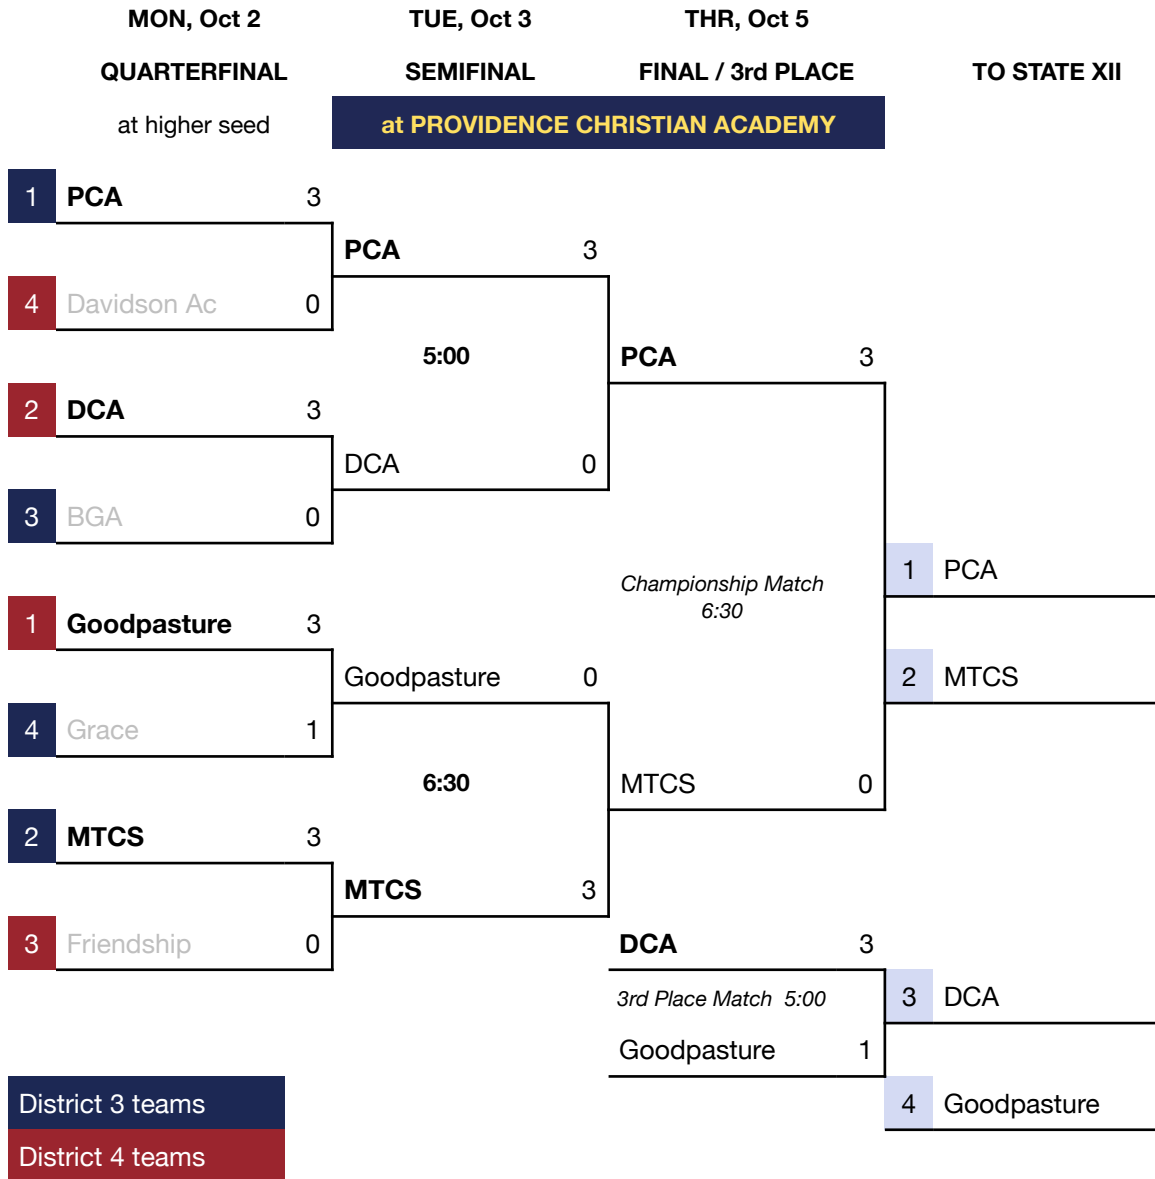 MON, Oct 2 TUE, Oct 3 THR, Oct 5
QUARTERFINAL SEMIFINAL FINAL / 3rd PLACE TO STATE XII
at higher seed at PROVIDENCE CHRISTIAN ACADEMY
1 PCA 3
PCA 3
4 Davidson Ac 0
5:00 PCA 3
2 DCA 3
DCA 0
3 BGA 0
1 PCA
Championship Match
6:30
1 Goodpasture 3
Goodpasture 0 2 MTCS
4 Grace 1
6:30 MTCS 0
2 MTCS 3
MTCS 3
3 Friendship 0 DCA 3
3rd Place Match 5:00 3 DCA
Goodpasture 1
District 3 teams 4 Goodpasture
District 4 teams